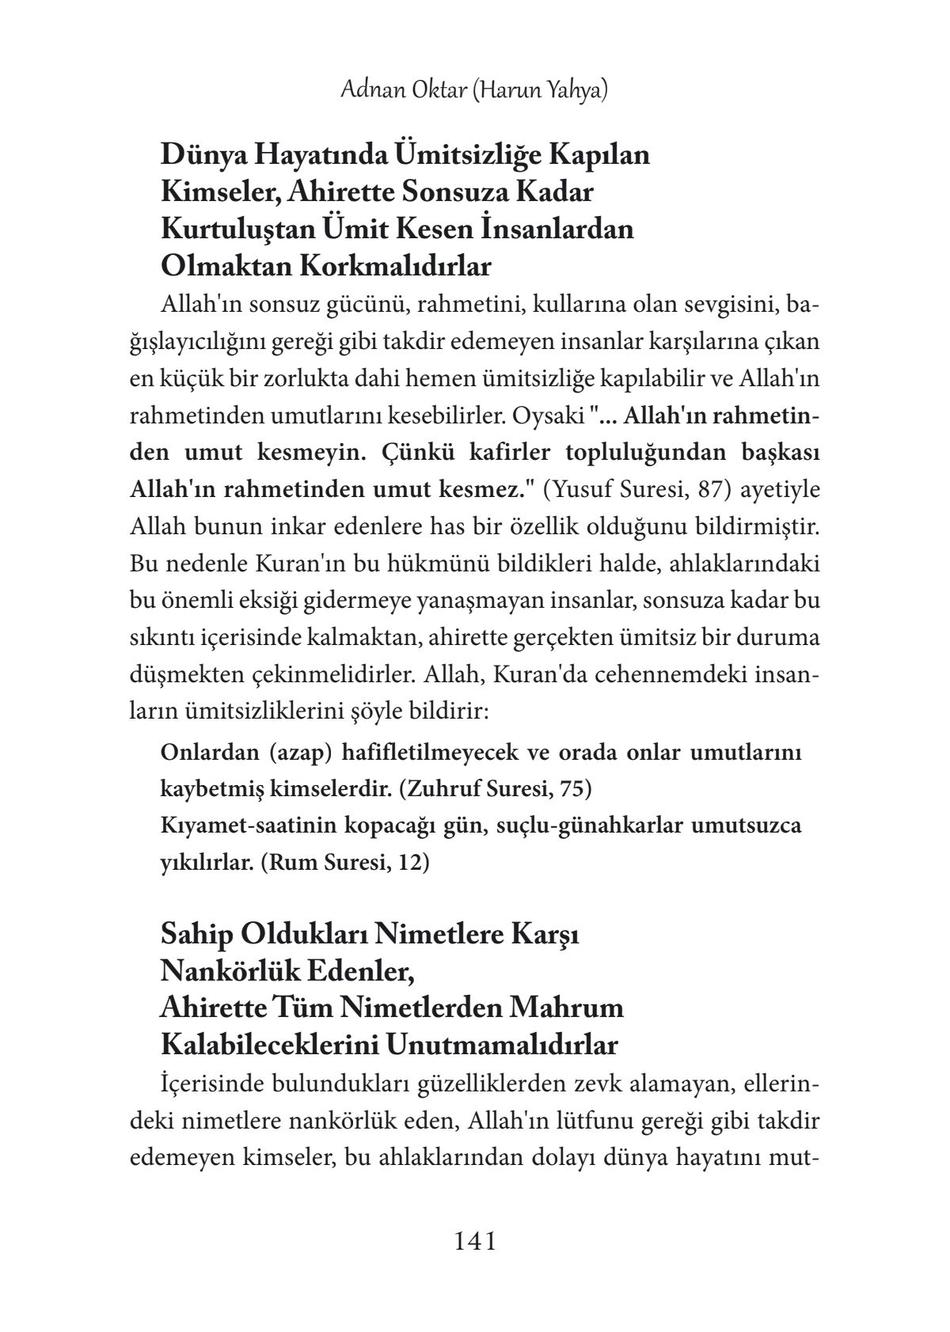 Adnan Oktar (Harun Yahya)
Dünya Hayatında Ümitsizliğe Kapılan
Kimseler, Ahirette Sonsuza Kadar
Kurtuluştan Ümit Kesen İnsanlardan
Olmaktan Korkmalıdırlar
Allah'ın sonsuz gücünü, rahmetini, kullarına olan sevgisini, ba-
ğışlayıcılığını gereği gibi takdir edemeyen insanlar karşılarına çıkan
en küçük bir zorlukta dahi hemen ümitsizliğe kapılabilir ve Allah'ın
rahmetinden umutlarını kesebilirler. Oysaki "... Allah'ın rahmetin-
den umut kesmeyin. Çünkü kafirler topluluğundan başkası
Allah'ın rahmetinden umut kesmez." (Yusuf Suresi, 87) ayetiyle
Allah bunun inkar edenlere has bir özellik olduğunu bildirmiştir.
Bu nedenle Kuran'ın bu hükmünü bildikleri halde, ahlaklarındaki
bu önemli eksiği gidermeye yanaşmayan insanlar, sonsuza kadar bu
sıkıntı içerisinde kalmaktan, ahirette gerçekten ümitsiz bir duruma
düşmekten çekinmelidirler. Allah, Kuran'da cehennemdeki insan-
ların ümitsizliklerini şöyle bildirir:
Onlardan (azap) hafifletilmeyecek ve orada onlar umutlarını
kaybetmiş kimselerdir. (Zuhruf Suresi, 75)
Kıyamet-saatinin kopacağı gün, suçlu-günahkarlar umutsuzca
yıkılırlar. (Rum Suresi, 12)
Sahip Oldukları Nimetlere Karşı
Nankörlük Edenler,
Ahirette Tüm Nimetlerden Mahrum
Kalabileceklerini Unutmamalıdırlar
İçerisinde bulundukları güzelliklerden zevk alamayan, ellerin-
deki nimetlere nankörlük eden, Allah'ın lütfunu gereği gibi takdir
edemeyen kimseler, bu ahlaklarından dolayı dünya hayatını mut-
141